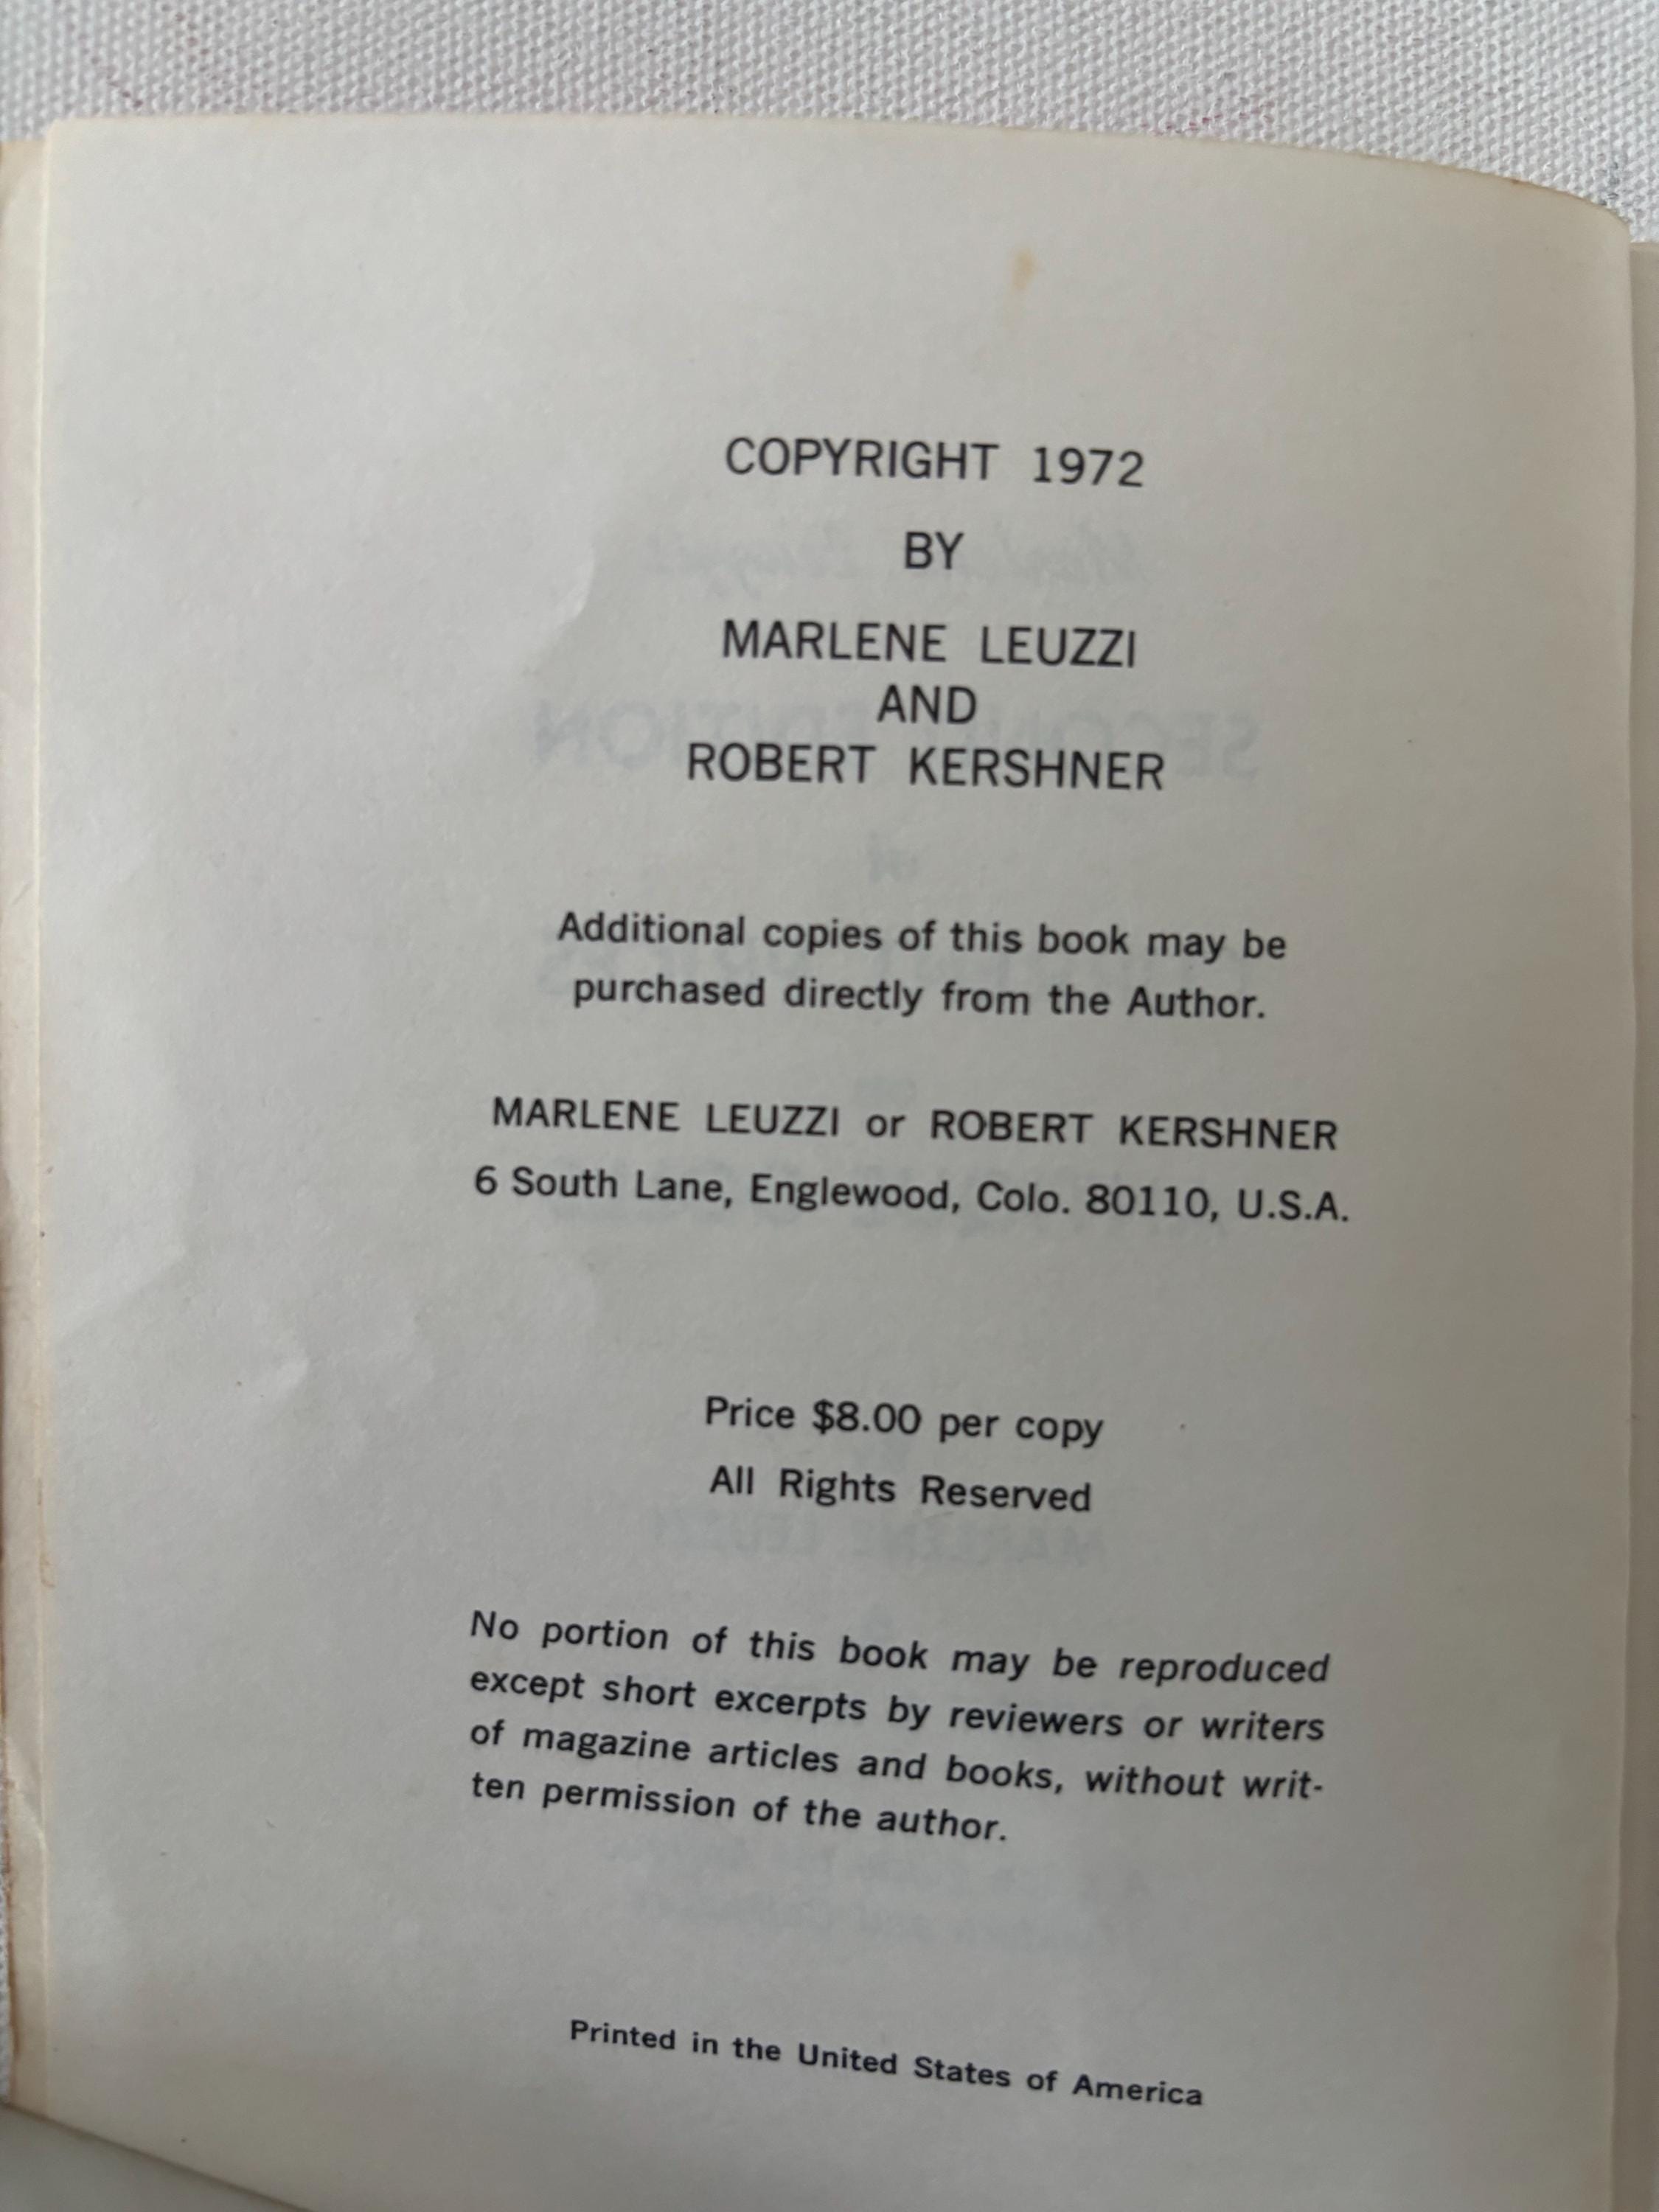 COPYRIGHT 1972
BY
MARLENE LEUZZI
AND
ROBERT KERSHNER
Additional copies of this book may be
purchased directly from the Author.
MARLENE LEUZZI or ROBERT KERSHNER
6 South Lane, Englewood, Colo. 80110, U.S.A.
Price $8.00 per copy
All Rights Reserved
No portion of this book may be reproduced
except short excerpts by reviewers or writers
of magazine articles and books, without writ-
ten permission of the author.
Printed in the United States of America